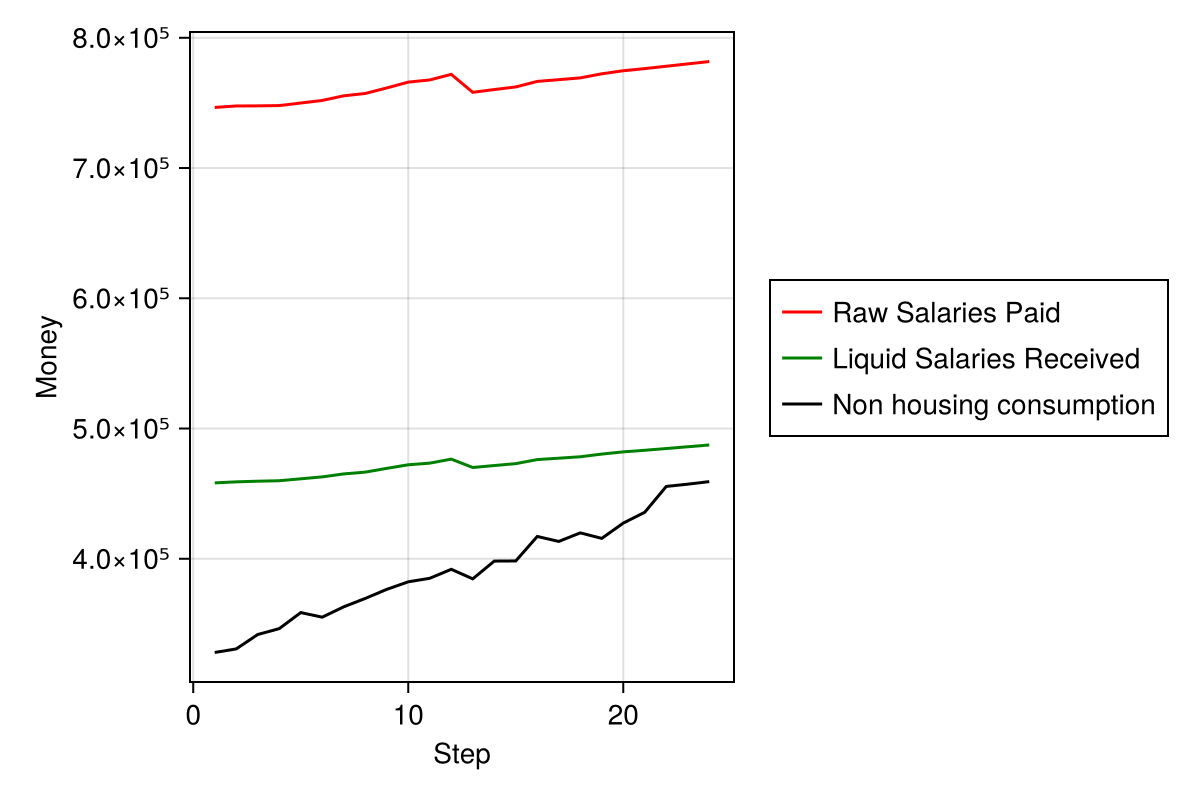 8.0×10⁵
7.0×10⁵
6.0×10⁵
5.0×10⁵
4.0×10⁵
Money
0
10
20
Step
Raw Salaries Paid
Liquid Salaries Received
Non housing consumption